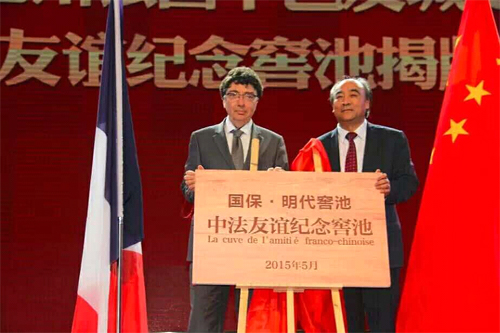 友谊纪念窖池揭
国保·明代窖池
中法友谊纪念窖池
La cuve de l'amitié franco-chinoise
2015年5月